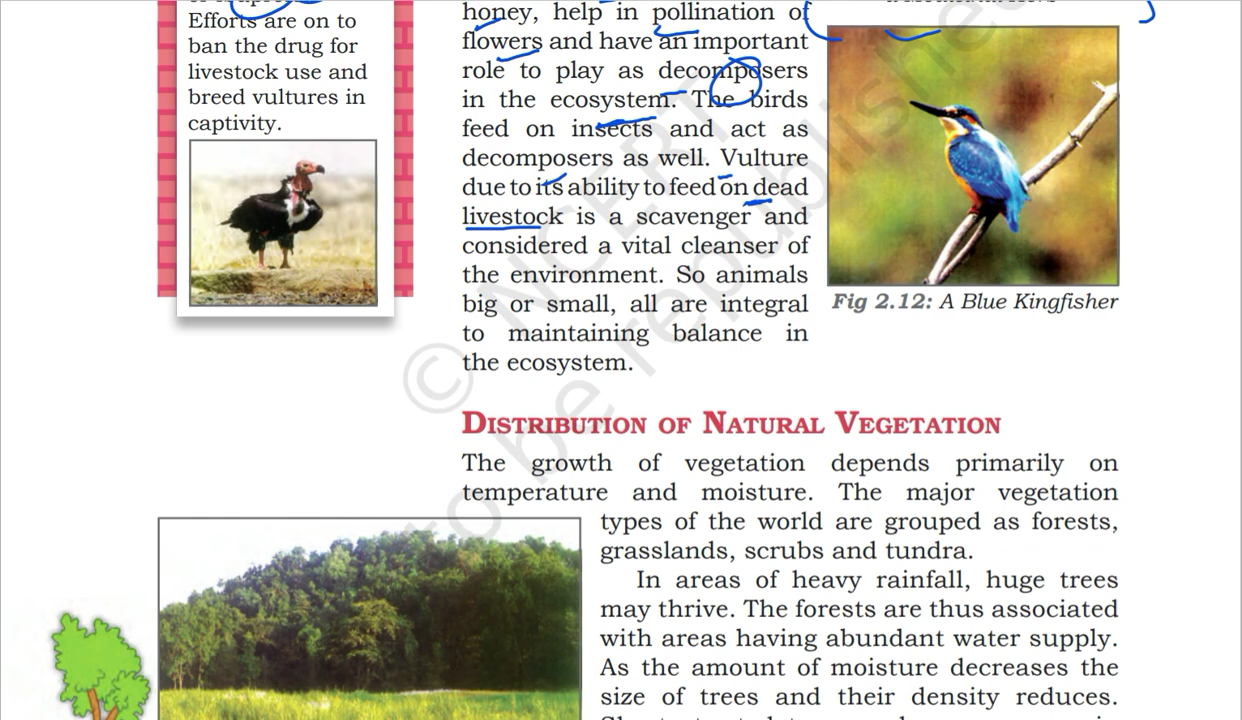 Efforts are on to
ban the drug for
livestock use and
breed vultures in
captivity.
honey, help in pollination of
flowers and have an important
role to play as decomposers
in the ecosystem. The birds
feed on insects and act as
decomposers as well. Vulture
due to its ability to feed on dead
livestock is a scavenger and
considered a vital cleanser of
the environment. So animals
big or small, all are integral
to maintaining balance in
the ecosystem.
Fig 2.12: A Blue Kingfisher
DISTRIBUTION OF NATURAL VEGETATION
The growth of vegetation depends primarily on
temperature and moisture. The major vegetation
types of the world are grouped as forests,
grasslands, scrubs and tundra.
In areas of heavy rainfall, huge trees
may thrive. The forests are thus associated
with areas having abundant water supply.
As the amount of moisture decreases the
size of trees and their density reduces.
© NCERT
to be republished